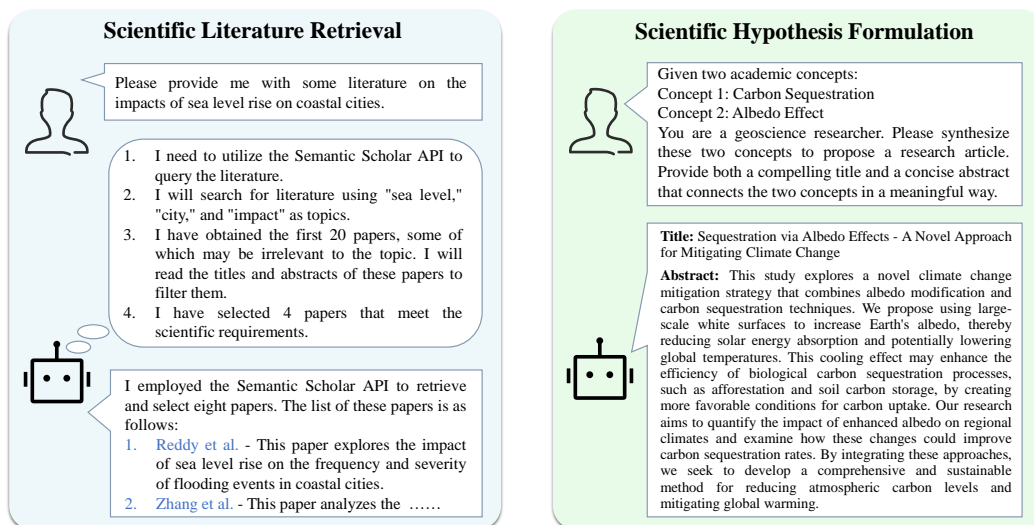 Scientific Literature Retrieval
Please provide me with some literature on the
impacts of sea level rise on coastal cities.
1. I need to utilize the Semantic Scholar API to
query the literature.
2. I will search for literature using "sea level,"
"city," and "impact" as topics.
3. I have obtained the first 20 papers, some of
which may be irrelevant to the topic. I will
read the titles and abstracts of these papers to
filter them.
4. I have selected 4 papers that meet the
scientific requirements.
I employed the Semantic Scholar API to retrieve
and select eight papers. The list of these papers is as
follows:
1. Reddy et al. - This paper explores the impact
of sea level rise on the frequency and severity
of flooding events in coastal cities.
2. Zhang et al. - This paper analyzes the ……
Scientific Hypothesis Formulation
Given two academic concepts:
Concept 1: Carbon Sequestration
Concept 2: Albedo Effect
You are a geoscience researcher. Please synthesize
these two concepts to propose a research article.
Provide both a compelling title and a concise abstract
that connects the two concepts in a meaningful way.
Title: Sequestration via Albedo Effects - A Novel Approach
for Mitigating Climate Change
Abstract: This study explores a novel climate change
mitigation strategy that combines albedo modification and
carbon sequestration techniques. We propose using large-
scale white surfaces to increase Earth's albedo, thereby
reducing solar energy absorption and potentially lowering
global temperatures. This cooling effect may enhance the
efficiency of biological carbon sequestration processes,
such as afforestation and soil carbon storage, by creating
more favorable conditions for carbon uptake. Our research
aims to quantify the impact of enhanced albedo on regional
climates and examine how these changes could improve
carbon sequestration rates. By integrating these approaches,
we seek to develop a comprehensive and sustainable
method for reducing atmospheric carbon levels and
mitigating global warming.